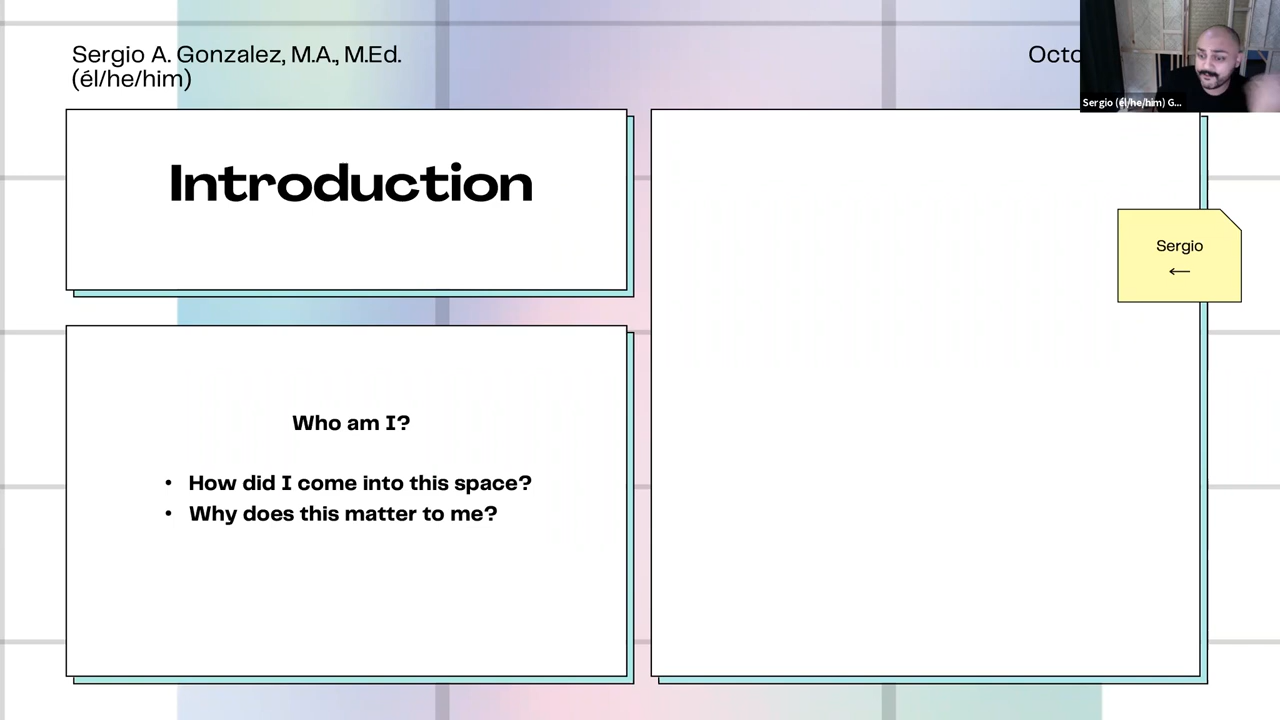 Sergio A. Gonzalez, M.A., M.Ed.
(él/he/him)
Sergio (él/he/him) G...
Introduction
Sergio
←
Who am I?
• How did I come into this space?
• Why does this matter to me?